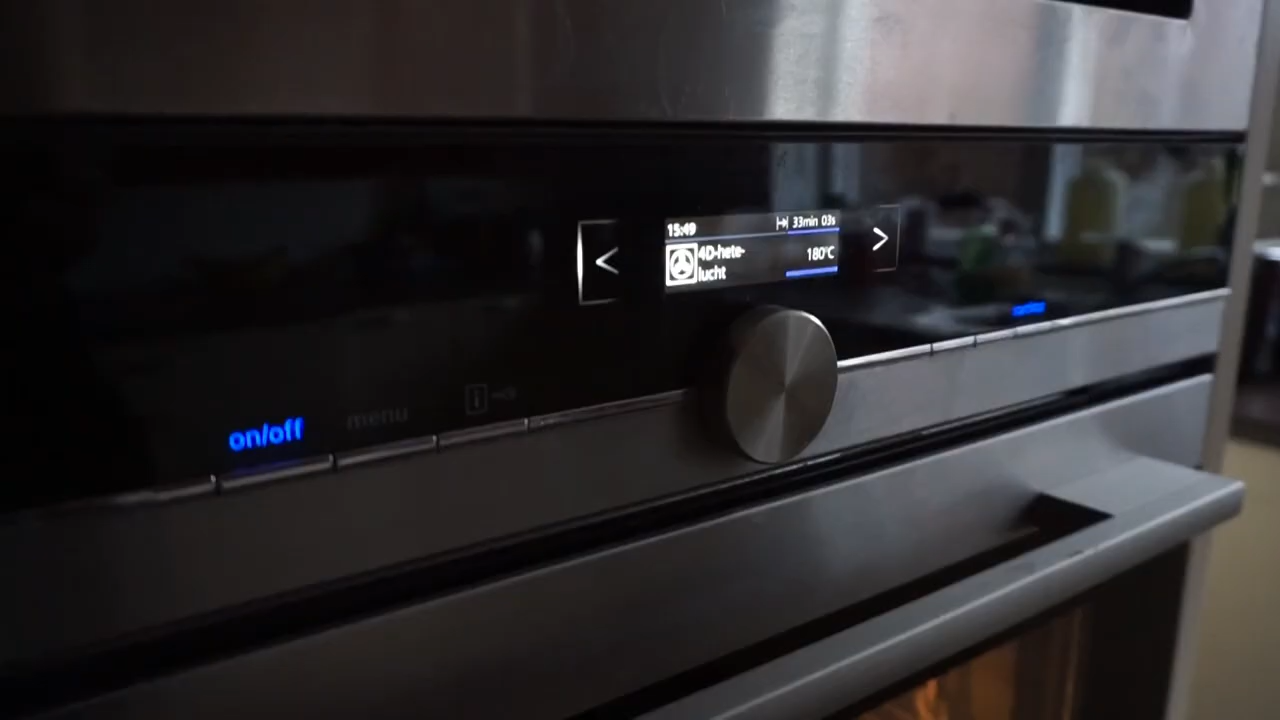 15:49 33min 03s
4D-hete-
lucht
180°C
on/off
menu